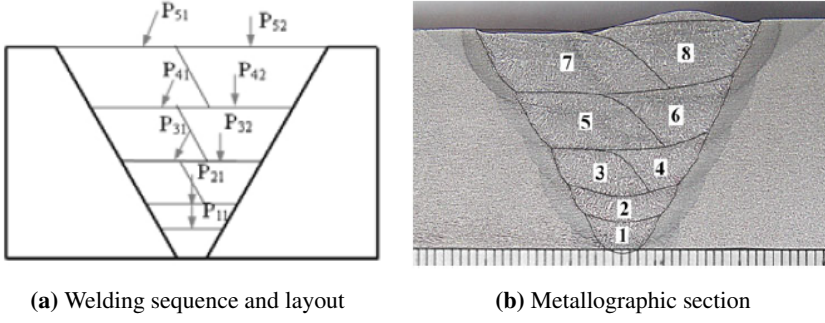 P51
P52
P41
P42
P31
P32
P21
P11
7
8
5
6
3
4
2
1
(a) Welding sequence and layout
(b) Metallographic section